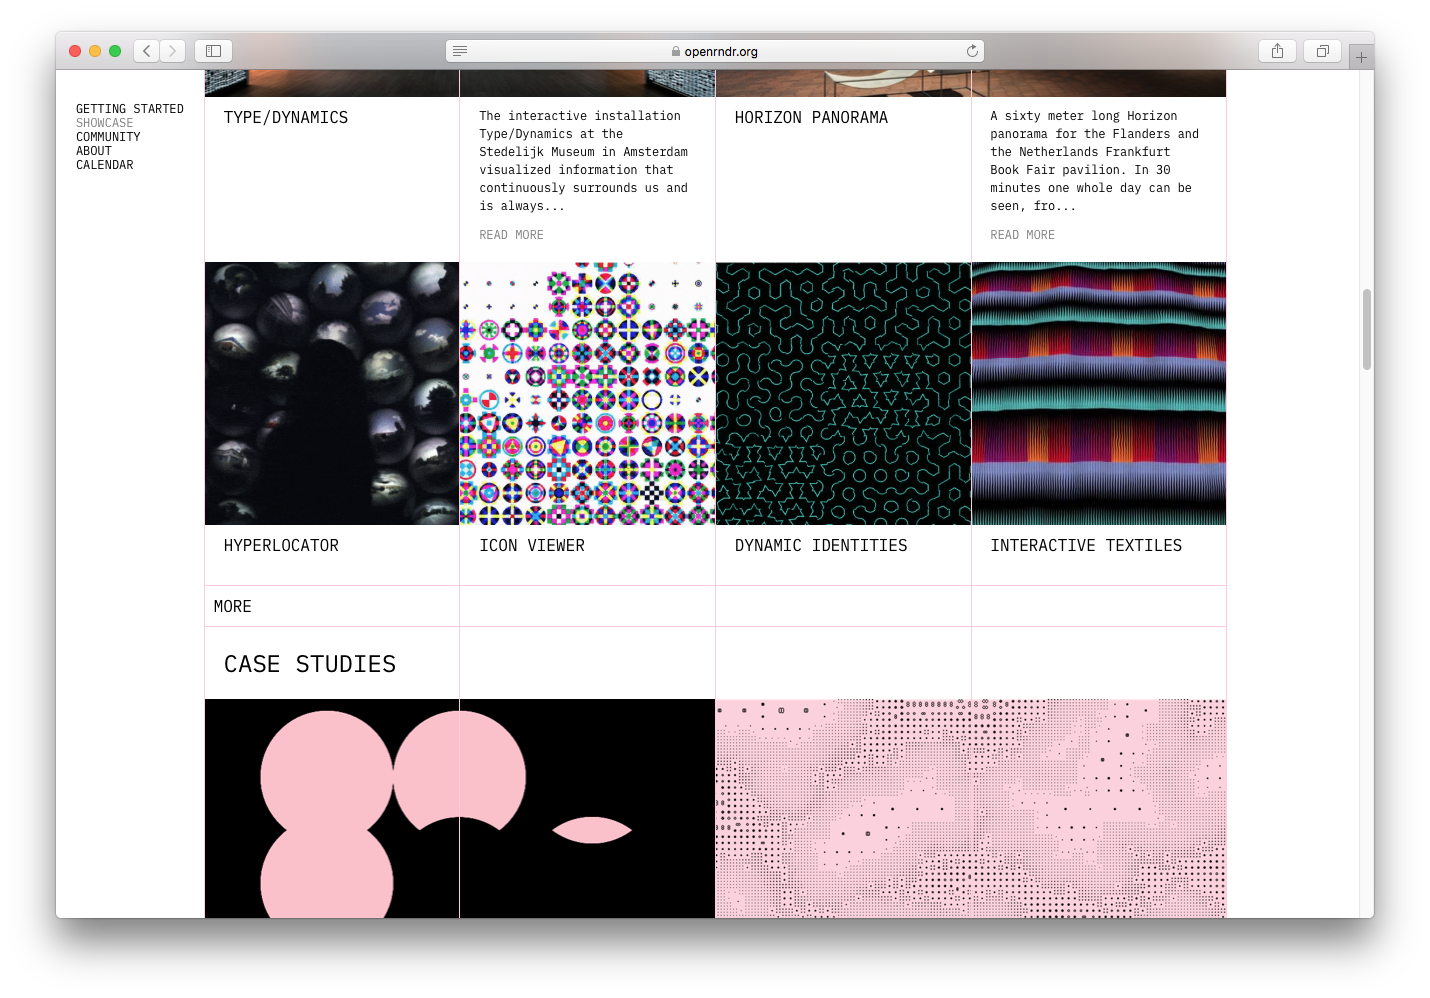 openrndr.org
GETTING STARTED
SHOWCASE
COMMUNITY
ABOUT
CALENDAR
TYPE/DYNAMICS
The interactive installation
Type/Dynamics at the
Stedelijk Museum in Amsterdam
visualized information that
continuously surrounds us and
is always...
READ MORE
HORIZON PANORAMA
A sixty meter long Horizon
panorama for the Flanders and
the Netherlands Frankfurt
Book Fair pavilion. In 30
minutes one whole day can be
seen, fro...
READ MORE
HYPERLOCATOR
ICON VIEWER
DYNAMIC IDENTITIES
INTERACTIVE TEXTILES
MORE
CASE STUDIES